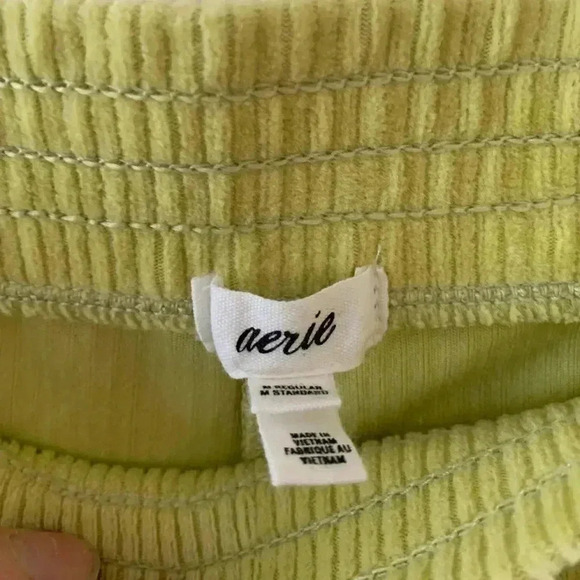 aerie
M REGULAR
M STANDARD
MADE IN
VIETNAM
FABRIQUÉ AU
VIETNAM